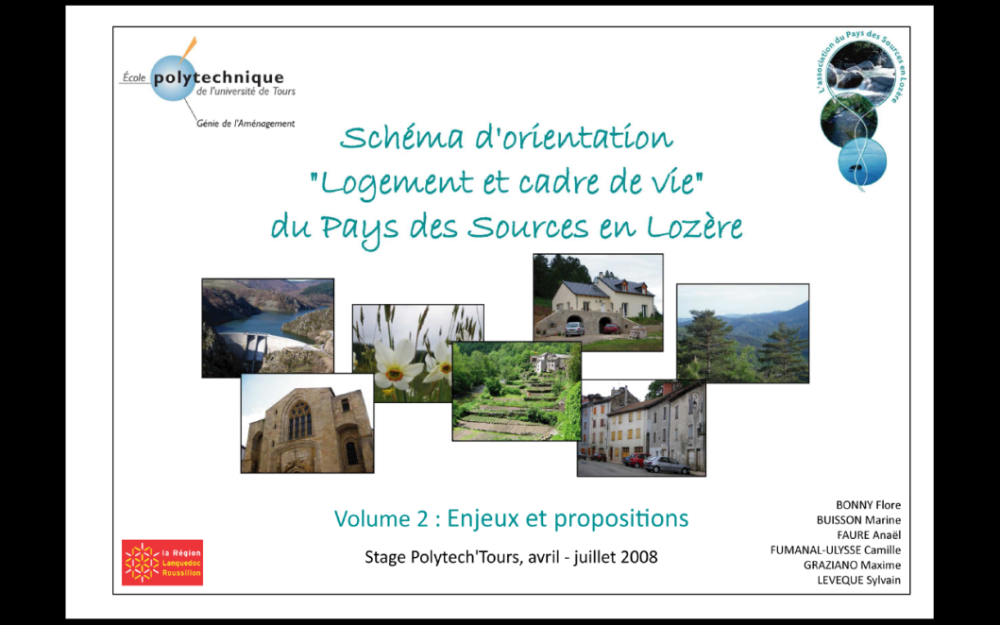 École polytechnique
de l'université de Tours
Génie de l'Aménagement
L'association du Pays des Sources en Lozère
Schéma d'orientation
"Logement et cadre de vie"
du Pays des Sources en Lozère
Volume 2 : Enjeux et propositions
Stage Polytech'Tours, avril - juillet 2008
BONNY Flore
BUISSON Marine
FAURE Anaël
FUMANAL-ULYSSE Camille
GRAZIANO Maxime
LEVEQUE Sylvain
la Région
Languedoc
Roussillon